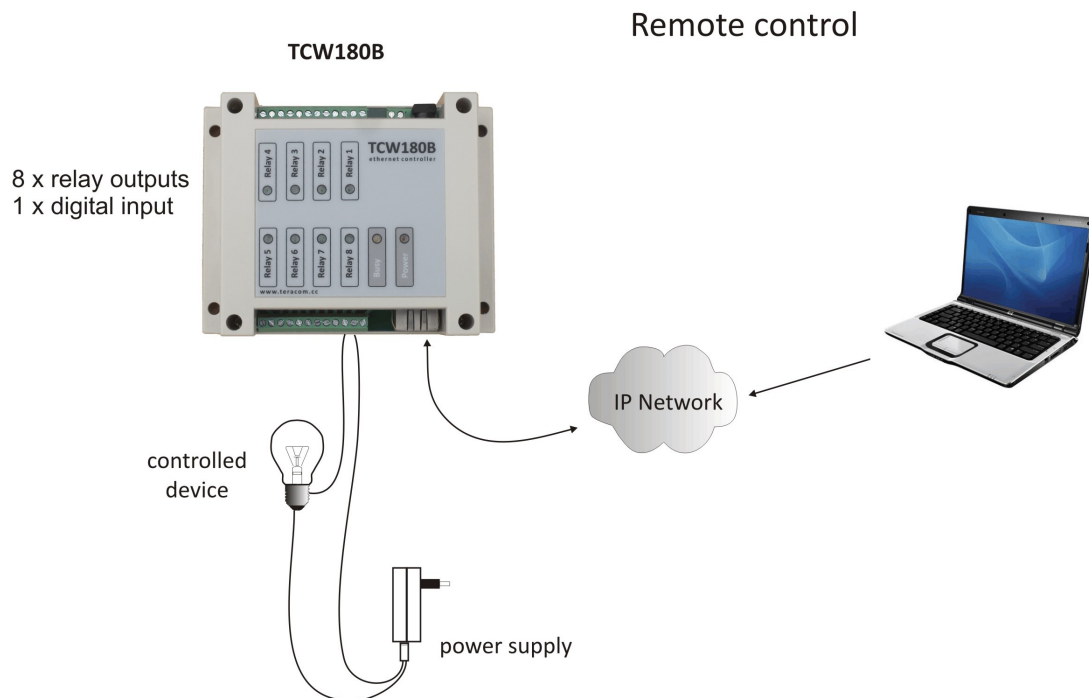 Remote control
TCW180B
TCW180B
ethernet controller
Relay 4
Relay 3
Relay 2
Relay 1
8 x relay outputs
1 x digital input
Relay 5
Relay 6
Relay 7
Relay 8
Busy
Power
www.teracom.cc
IP Network
controlled
device
power supply